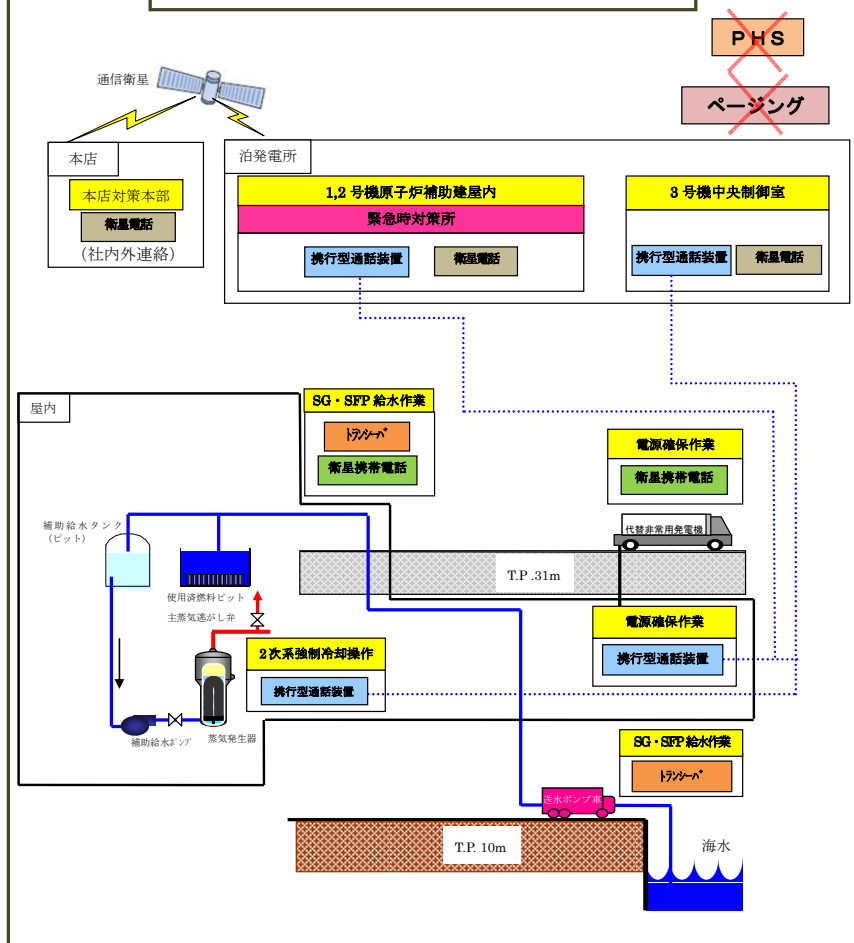 PHS
ページング
通信衛星
本店
本店対策本部
衛星電話
(社内外連絡)
泊発電所
1,2 号機原子炉補助建屋内
緊急時対策所
携行型通話装置
衛星電話
3 号機中央制御室
携行型通話装置
衛星電話
屋内
SG・SFP 給水作業
トランシーバ
衛星携帯電話
電源確保作業
衛星携帯電話
代替非常用発電機
T.P .31m
補助給水タンク
(ピット)
使用済燃料ピット
主蒸気逃がし弁
2 次系強制冷却操作
携行型通話装置
電源確保作業
携行型通話装置
補助給水ポンプ
蒸気発生器
SG・SFP 給水作業
トランシーバ
送水ポンプ車
T.P. 10m
海水